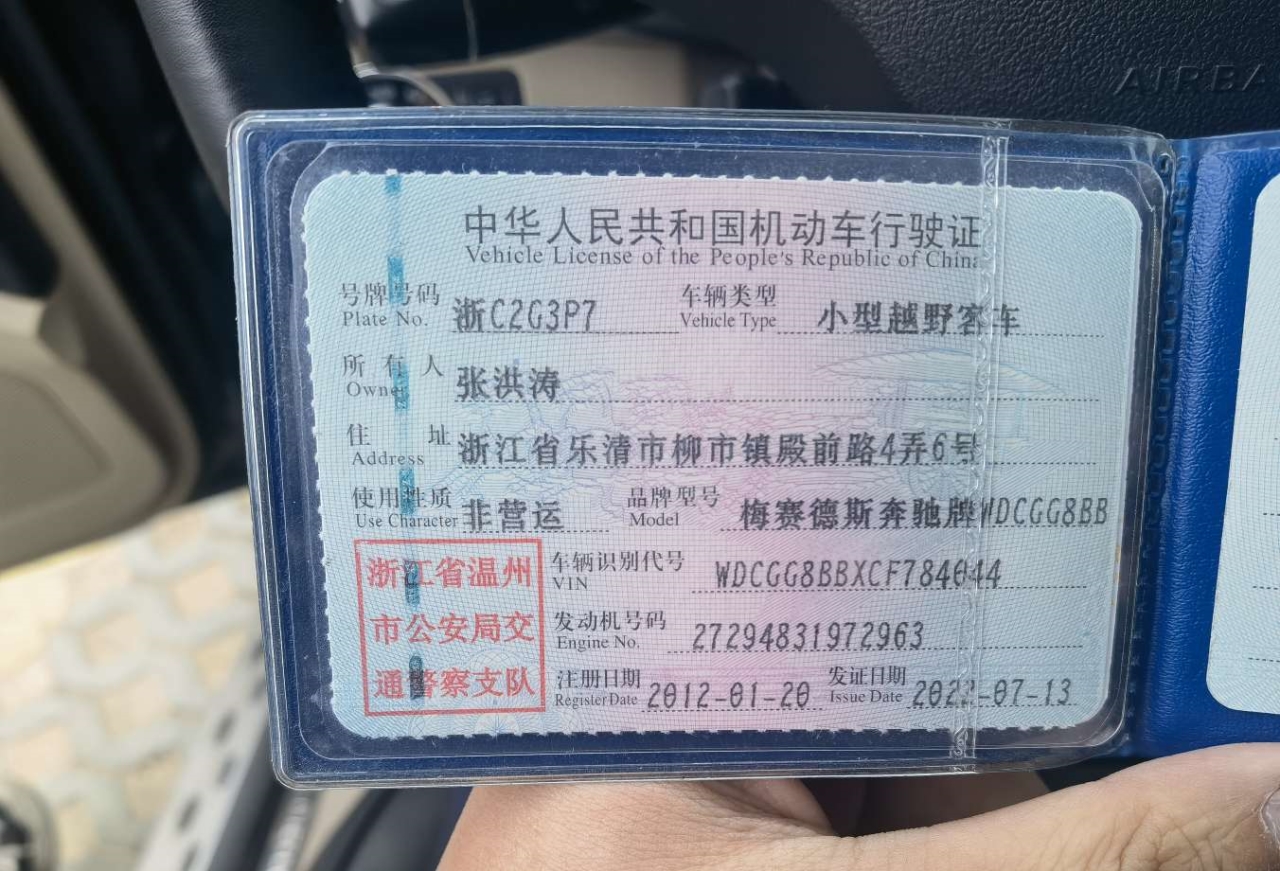 AIRBA
中华人民共和国机动车行驶证
Vehicle License of the People's Republic of China
号牌号码 浙C2G3P7 车辆类型 小型越野客车
Plate No. Vehicle Type
所有人 张洪涛
Owner
住址 浙江省乐清市柳市镇殿前路4弄6号
Address
使用性质 非营运 品牌型号 梅赛德斯奔驰牌WDCGG8BB
Use Character Model
浙江省温州 车辆识别代号 WDCGG8BBXCF784044
VIN
市公安局交 发动机号码 27294831972963
Engine No.
通警察支队 注册日期 2012-01-20 发证日期 2022-07-13
Register Date Issue Date